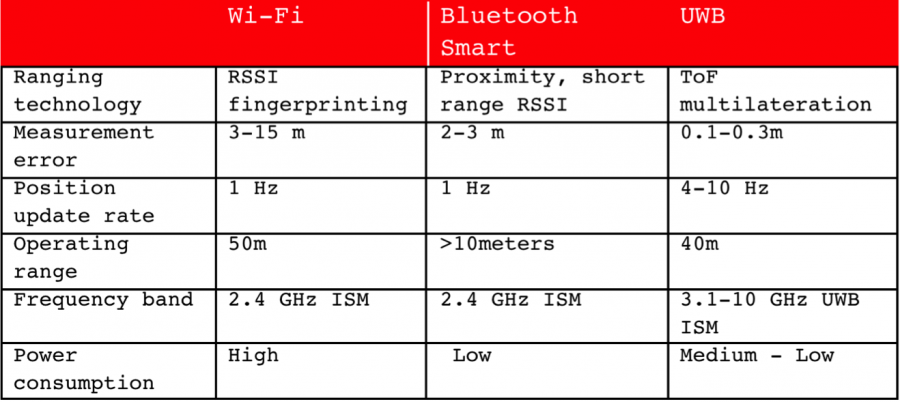 Wi-Fi
Bluetooth
Smart
UWB
Ranging
technology
RSSI
fingerprinting
Proximity, short
range RSSI
ToF
multilateration
Measurement
error
3-15 m
2-3 m
0.1-0.3m
Position
update rate
1 Hz
1 Hz
4-10 Hz
Operating
range
50m
>10meters
40m
Frequency band
2.4 GHz ISM
2.4 GHz ISM
3.1-10 GHz UWB
ISM
Power
consumption
High
Low
Medium - Low